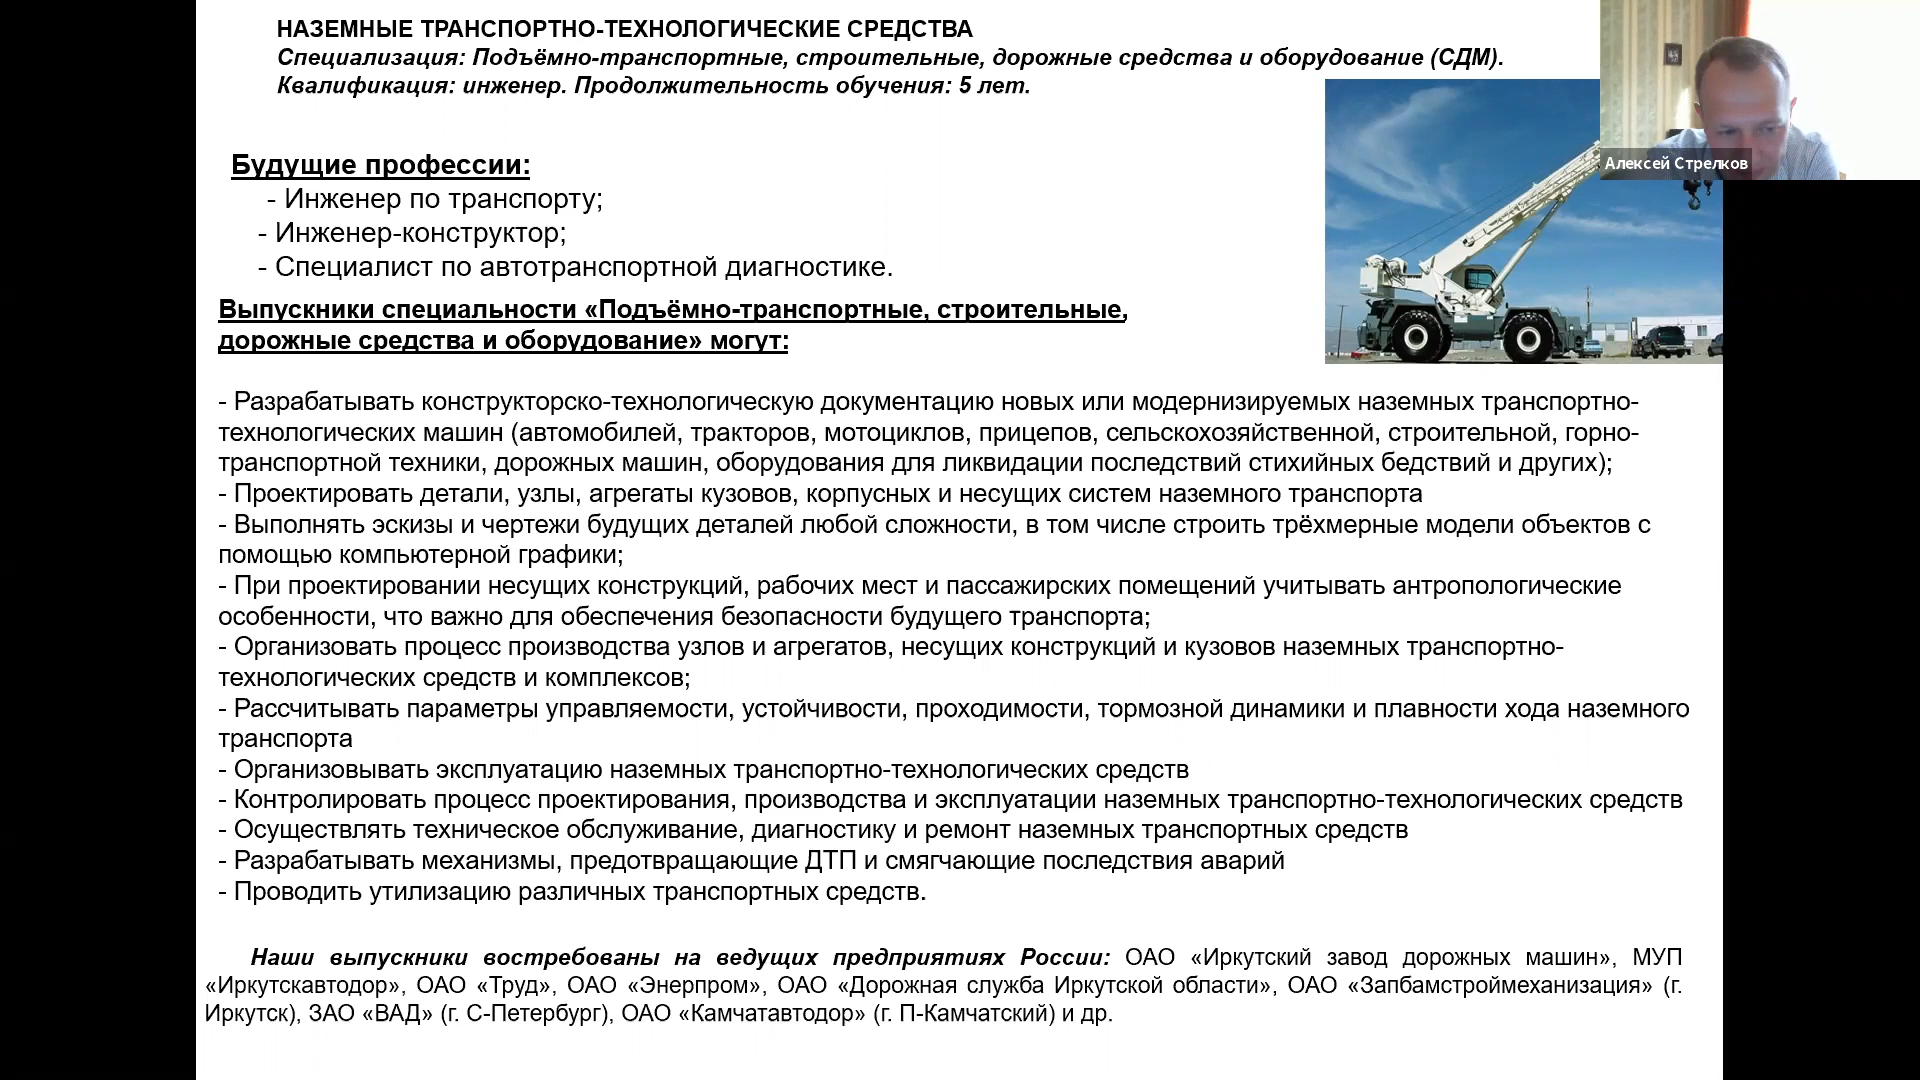 НАЗЕМНЫЕ ТРАНСПОРТНО-ТЕХНОЛОГИЧЕСКИЕ СРЕДСТВА
Специализация: Подъёмно-транспортные, строительные, дорожные средства и оборудование (СДМ).
Квалификация: инженер. Продолжительность обучения: 5 лет.
Алексей Стрелков
Будущие профессии:
- Инженер по транспорту;
- Инженер-конструктор;
- Специалист по автотранспортной диагностике.
Выпускники специальности «Подъёмно-транспортные, строительные,
дорожные средства и оборудование» могут:
- Разрабатывать конструкторско-технологическую документацию новых или модернизируемых наземных транспортно-
технологических машин (автомобилей, тракторов, мотоциклов, прицепов, сельскохозяйственной, строительной, горно-
транспортной техники, дорожных машин, оборудования для ликвидации последствий стихийных бедствий и других);
- Проектировать детали, узлы, агрегаты кузовов, корпусных и несущих систем наземного транспорта
- Выполнять эскизы и чертежи будущих деталей любой сложности, в том числе строить трёхмерные модели объектов с
помощью компьютерной графики;
- При проектировании несущих конструкций, рабочих мест и пассажирских помещений учитывать антропологические
особенности, что важно для обеспечения безопасности будущего транспорта;
- Организовать процесс производства узлов и агрегатов, несущих конструкций и кузовов наземных транспортно-
технологических средств и комплексов;
- Рассчитывать параметры управляемости, устойчивости, проходимости, тормозной динамики и плавности хода наземного
транспорта
- Организовывать эксплуатацию наземных транспортно-технологических средств
- Контролировать процесс проектирования, производства и эксплуатации наземных транспортно-технологических средств
- Осуществлять техническое обслуживание, диагностику и ремонт наземных транспортных средств
- Разрабатывать механизмы, предотвращающие ДТП и смягчающие последствия аварий
- Проводить утилизацию различных транспортных средств.
Наши выпускники востребованы на ведущих предприятиях России: ОАО «Иркутский завод дорожных машин», МУП
«Иркутскавтодор», ОАО «Труд», ОАО «Энерпром», ОАО «Дорожная служба Иркутской области», ОАО «Запбамстроймеханизация» (г.
Иркутск), ЗАО «ВАД» (г. С-Петербург), ОАО «Камчатавтодор» (г. П-Камчатский) и др.